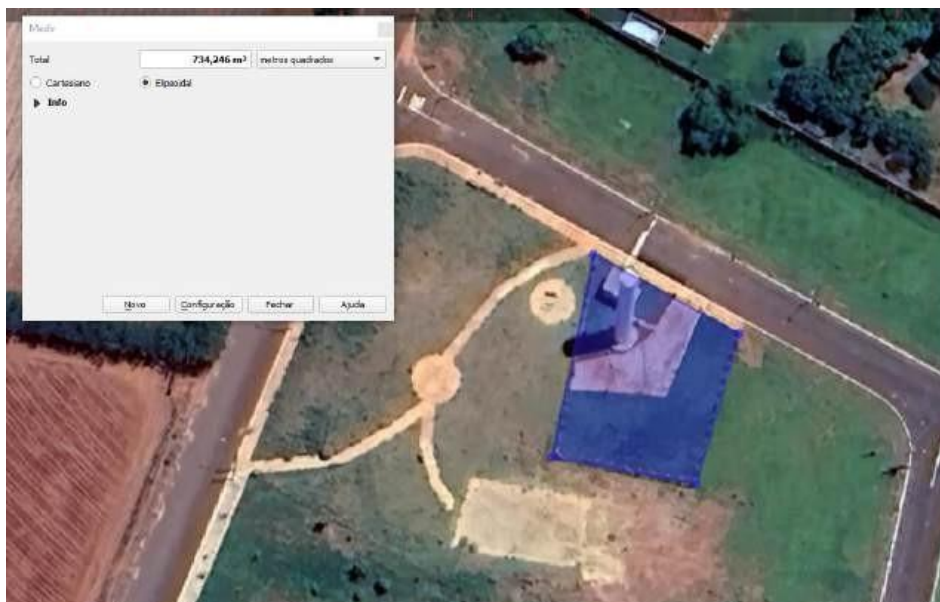 Medir
Total 734,246 m² metros quadrados
Cartesiano Elipsoidal
Info
Novo Configuração Fechar Ajuda